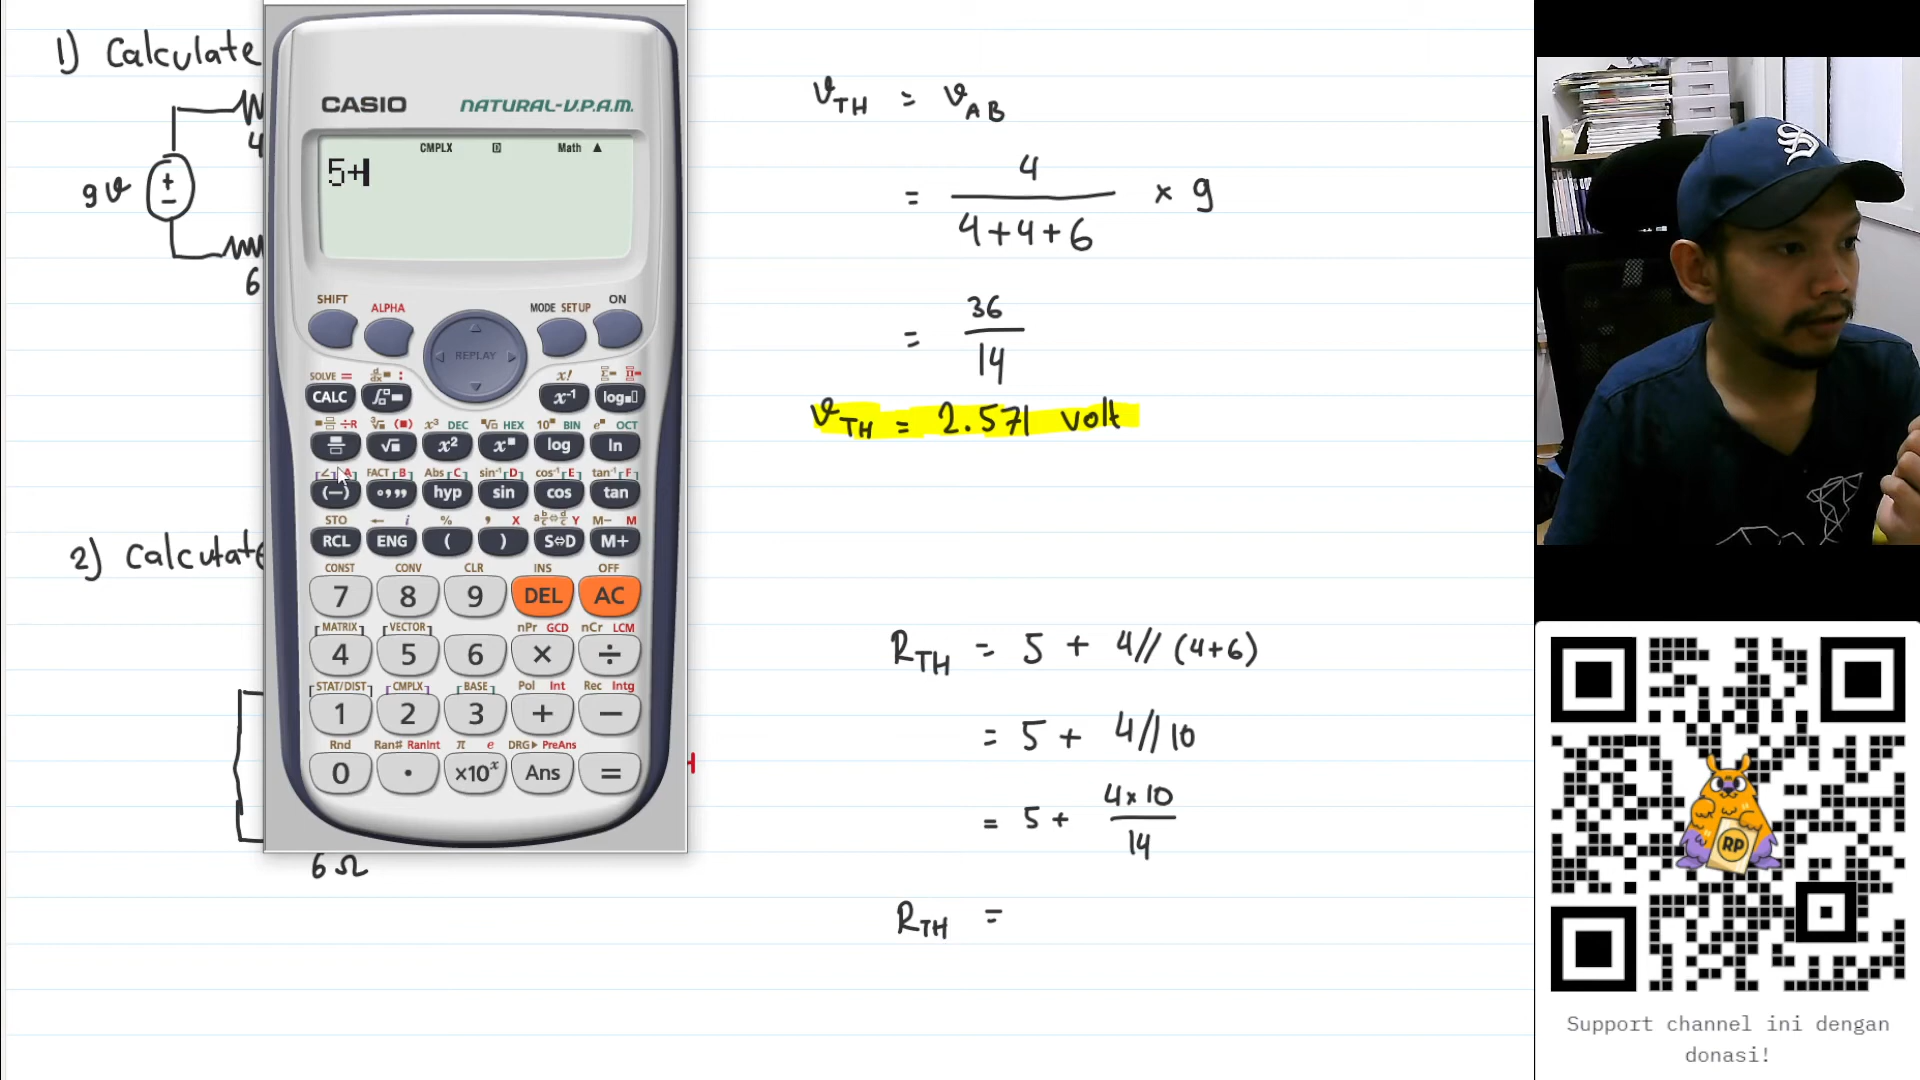 1) Calculate
4
9V
+
-
6
2) Calculate
6Ω
CASIO NATURAL-V.P.A.M.
CMPLX D Math ▲
5+
SHIFT ALPHA MODE SETUP ON
REPLAY
SOLVE = d/dx : x! Σ Π
CALC ∫ x⁻¹ log
÷R ³√ x³ DEC √ HEX 10ˣ BIN eˣ OCT
√ x² x log ln
∠ A FACT B Abs C sin⁻¹ D cos⁻¹ E tan⁻¹ F
(−) hyp sin cos tan
STO ← i % , X a b/c⇔d/c Y M− M
RCL ENG ( ) S⇔D M+
CONST CONV CLR INS OFF
7 8 9 DEL AC
MATRIX VECTOR nPr GCD nCr LCM
4 5 6 × ÷
STAT/DIST CMPLX BASE Pol Int Rec Intg
1 2 3 + −
Rnd Ran# RanInt π e DRG▶ PreAns
0 . ×10ˣ Ans =
V_TH = V_AB
= 4 / (4+4+6) × 9
= 36 / 14
V_TH = 2.571 volt
R_TH = 5 + 4//(4+6)
= 5 + 4//10
= 5 + (4×10) / 14
R_TH =
S
RP
Support channel ini dengan
donasi!